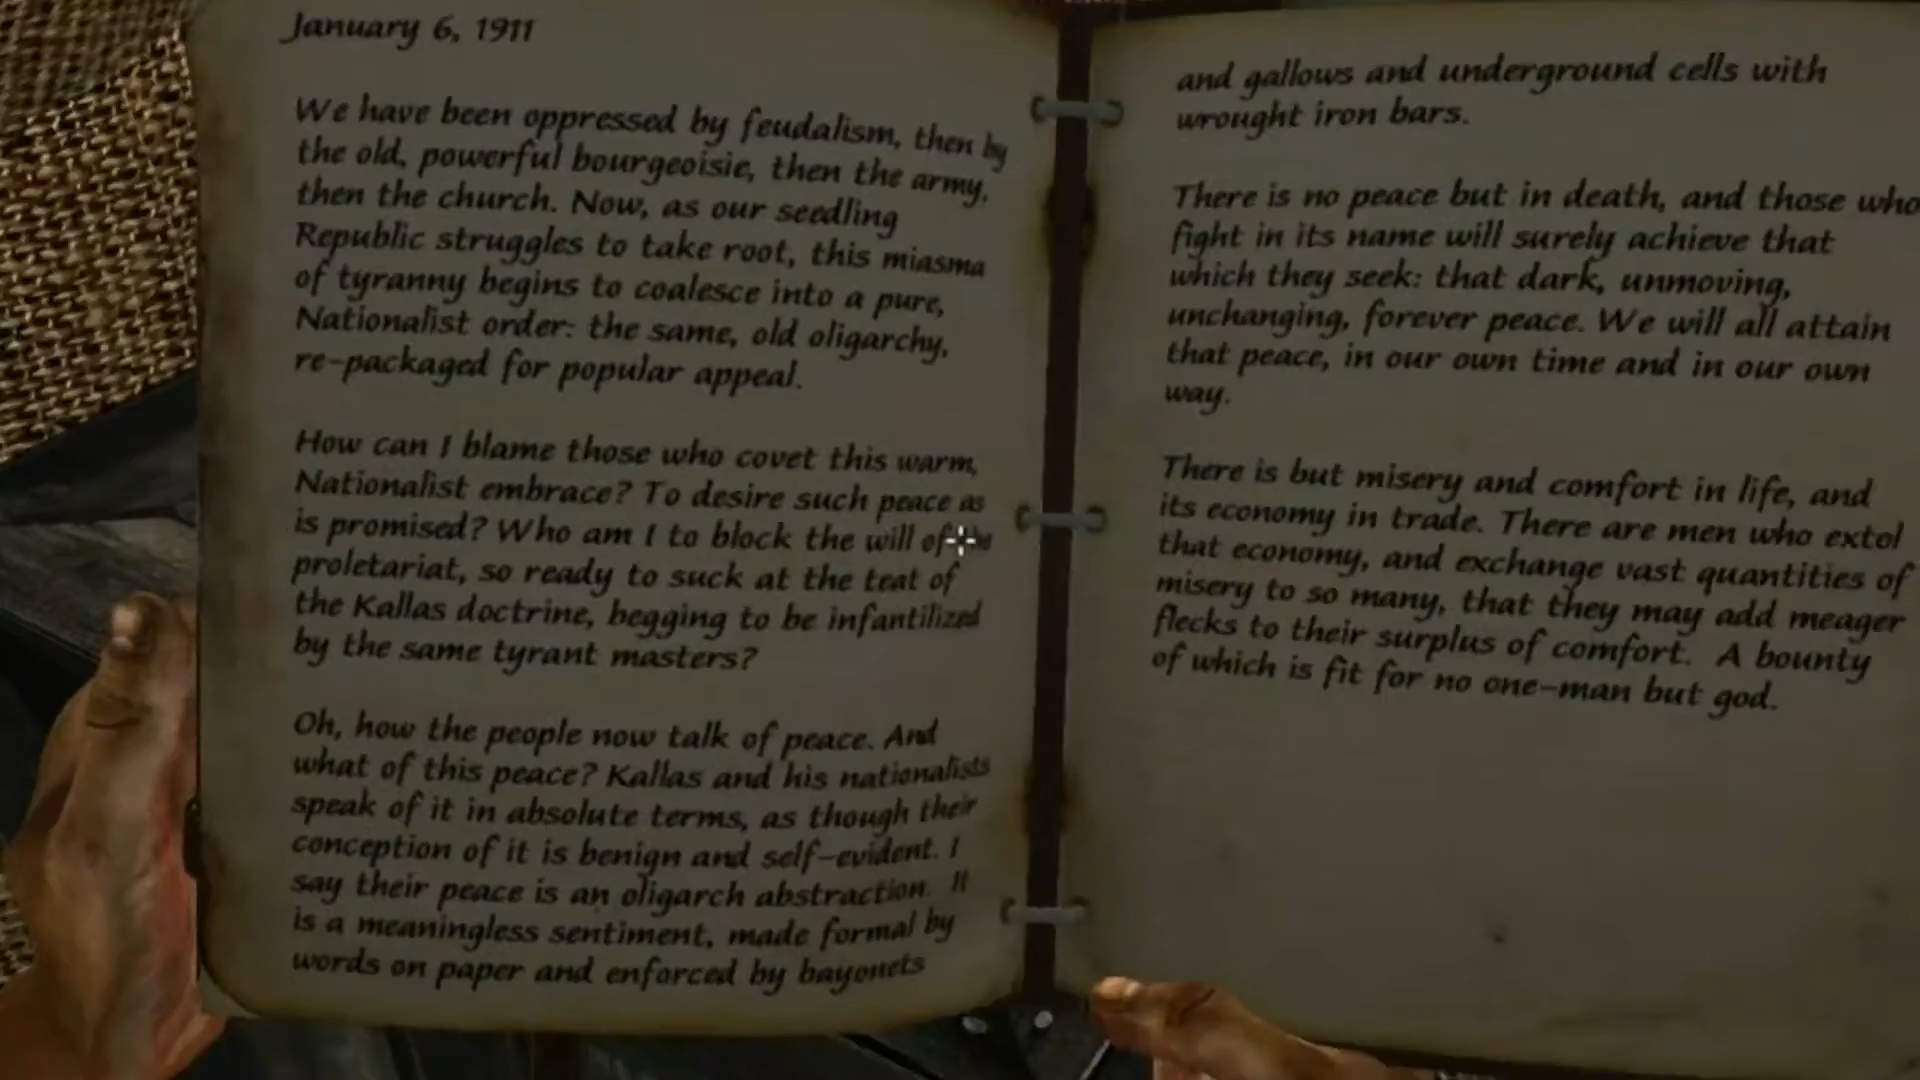 January 6, 1911
We have been oppressed by feudalism, then by
the old, powerful bourgeoisie, then the army,
then the church. Now, as our seedling
Republic struggles to take root, this miasma
of tyranny begins to coalesce into a pure,
Nationalist order: the same, old oligarchy,
re-packaged for popular appeal.
How can I blame those who covet this warm,
Nationalist embrace? To desire such peace as
is promised? Who am I to block the will of
proletariat, so ready to suck at the teat of
the Kallas doctrine, begging to be infantilized
by the same tyrant masters?
Oh, how the people now talk of peace. And
what of this peace? Kallas and his nationalists
speak of it in absolute terms, as though their
conception of it is benign and self-evident. I
say their peace is an oligarch abstraction. It
is a meaningless sentiment, made formal by
words on paper and enforced by bayonets
and gallows and underground cells with
wrought iron bars.
There is no peace but in death, and those who
fight in its name will surely achieve that
which they seek: that dark, unmoving,
unchanging, forever peace. We will all attain
that peace, in our own time and in our own
way.
There is but misery and comfort in life, and
its economy in trade. There are men who extol
that economy, and exchange vast quantities of
misery to so many, that they may add meager
flecks to their surplus of comfort. A bounty
of which is fit for no one-man but god.